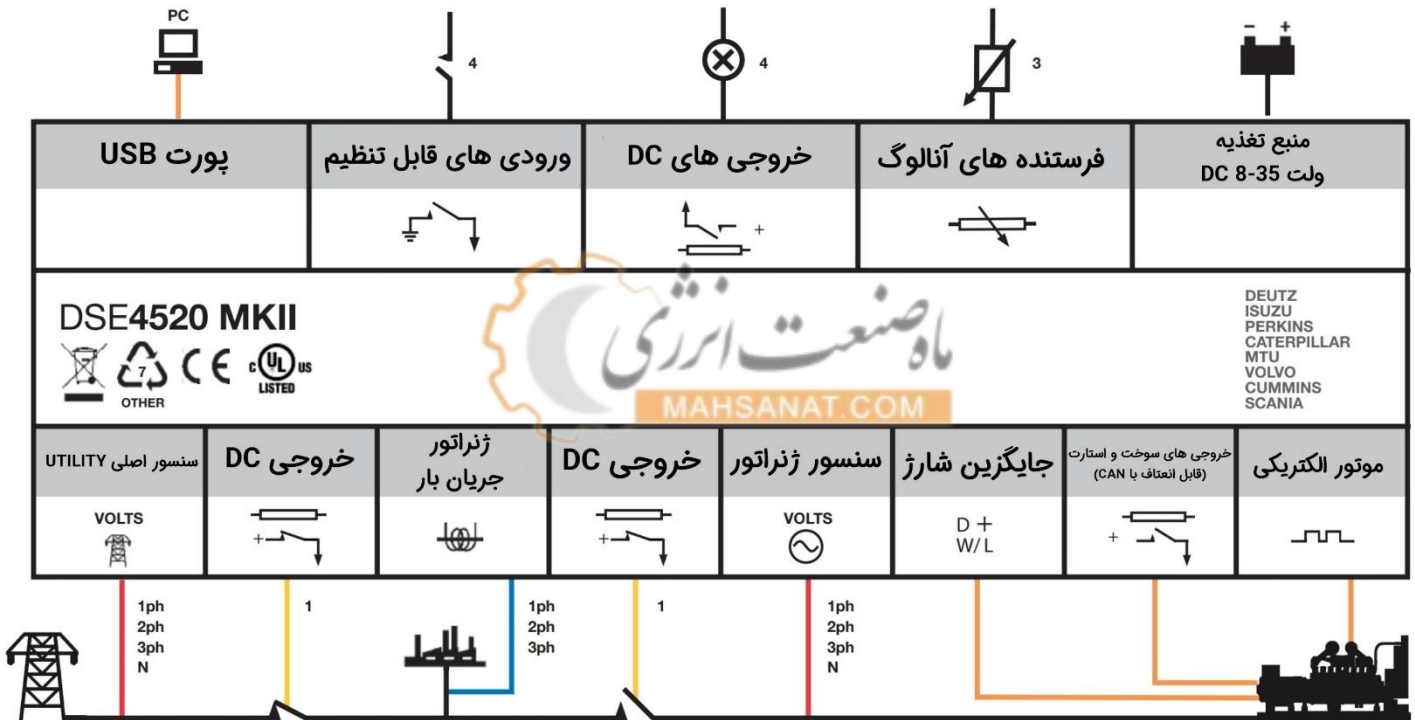 PC
4
4
3
- +
پورت USB
ورودی های قابل تنظیم
خروجی های DC
فرستنده های آنالوگ
منبع تغذیه
ولت DC 8-35
+
DSE4520 MKII
7
OTHER
CE
c UL us
LISTED
ماه صنعت انرژی
MAHSANAT.COM
DEUTZ
ISUZU
PERKINS
CATERPILLAR
MTU
VOLVO
CUMMINS
SCANIA
سنسور اصلی UTILITY
خروجی DC
ژنراتور
جریان بار
خروجی DC
سنسور ژنراتور
جایگزین شارژ
خروجی های سوخت و استارت
(قابل انعتاف با CAN)
موتور الکتریکی
VOLTS
+
+
VOLTS
D +
W/L
+
1ph
2ph
3ph
N
1
1ph
2ph
3ph
1
1ph
2ph
3ph
N